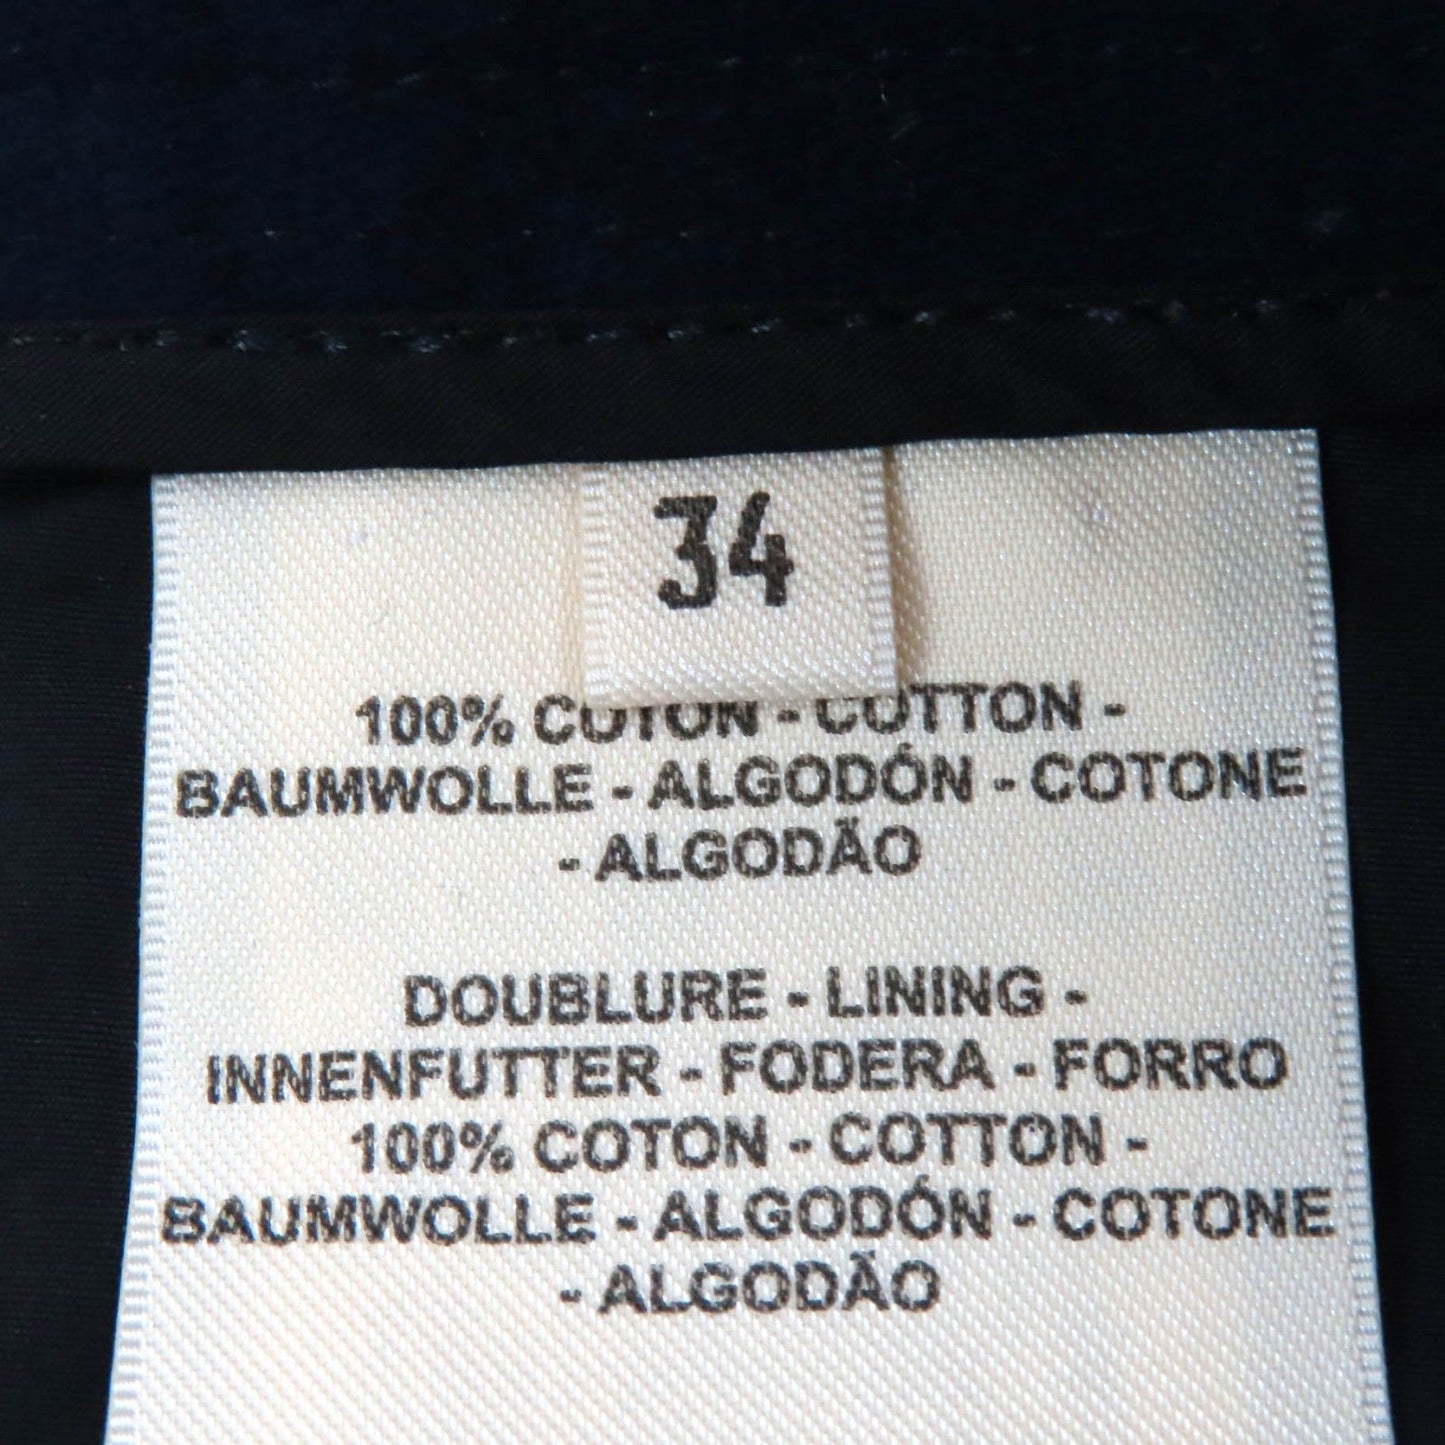 34
100% COTON - COTTON -
BAUMWOLLE - ALGODÓN - COTONE
- ALGODÃO
DOUBLURE - LINING -
INNENFUTTER - FODERA - FORRO
100% COTON - COTTON -
BAUMWOLLE - ALGODÓN - COTONE
- ALGODÃO